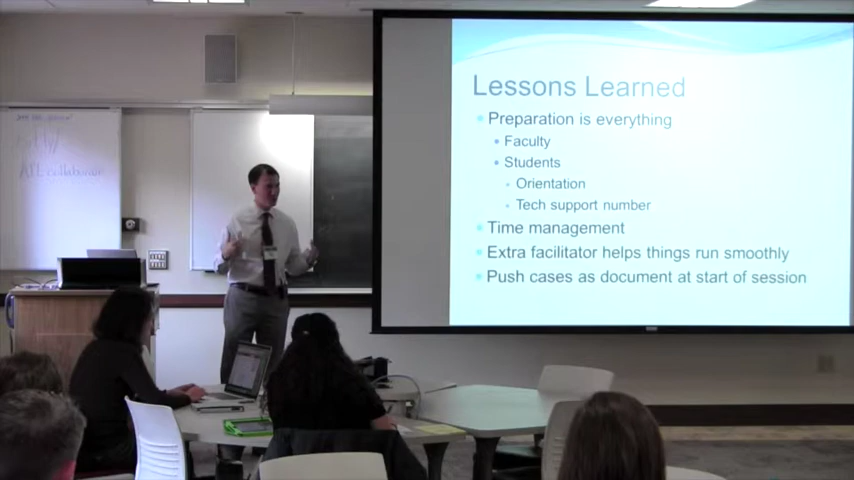 Lessons Learned
Preparation is everything
Faculty
Students
Orientation
Tech support number
Time management
Extra facilitator helps things run smoothly
Push cases as document at start of session